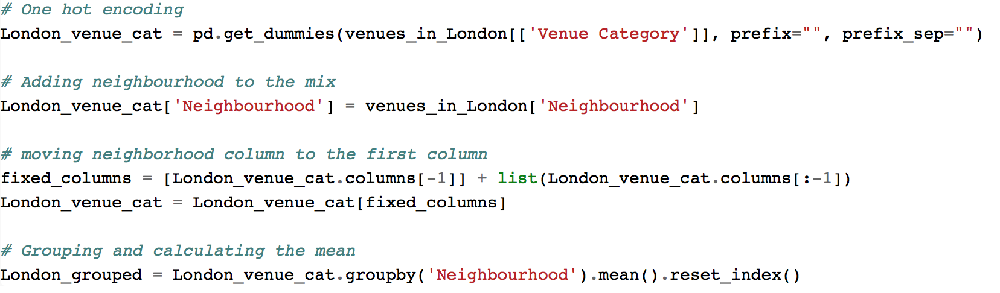 # One hot encoding
London_venue_cat = pd.get_dummies(venues_in_London[['Venue Category']], prefix="", prefix_sep="")
# Adding neighbourhood to the mix
London_venue_cat['Neighbourhood'] = venues_in_London['Neighbourhood']
# moving neighborhood column to the first column
fixed_columns = [London_venue_cat.columns[-1]] + list(London_venue_cat.columns[:-1])
London_venue_cat = London_venue_cat[fixed_columns]
# Grouping and calculating the mean
London_grouped = London_venue_cat.groupby('Neighbourhood').mean().reset_index()